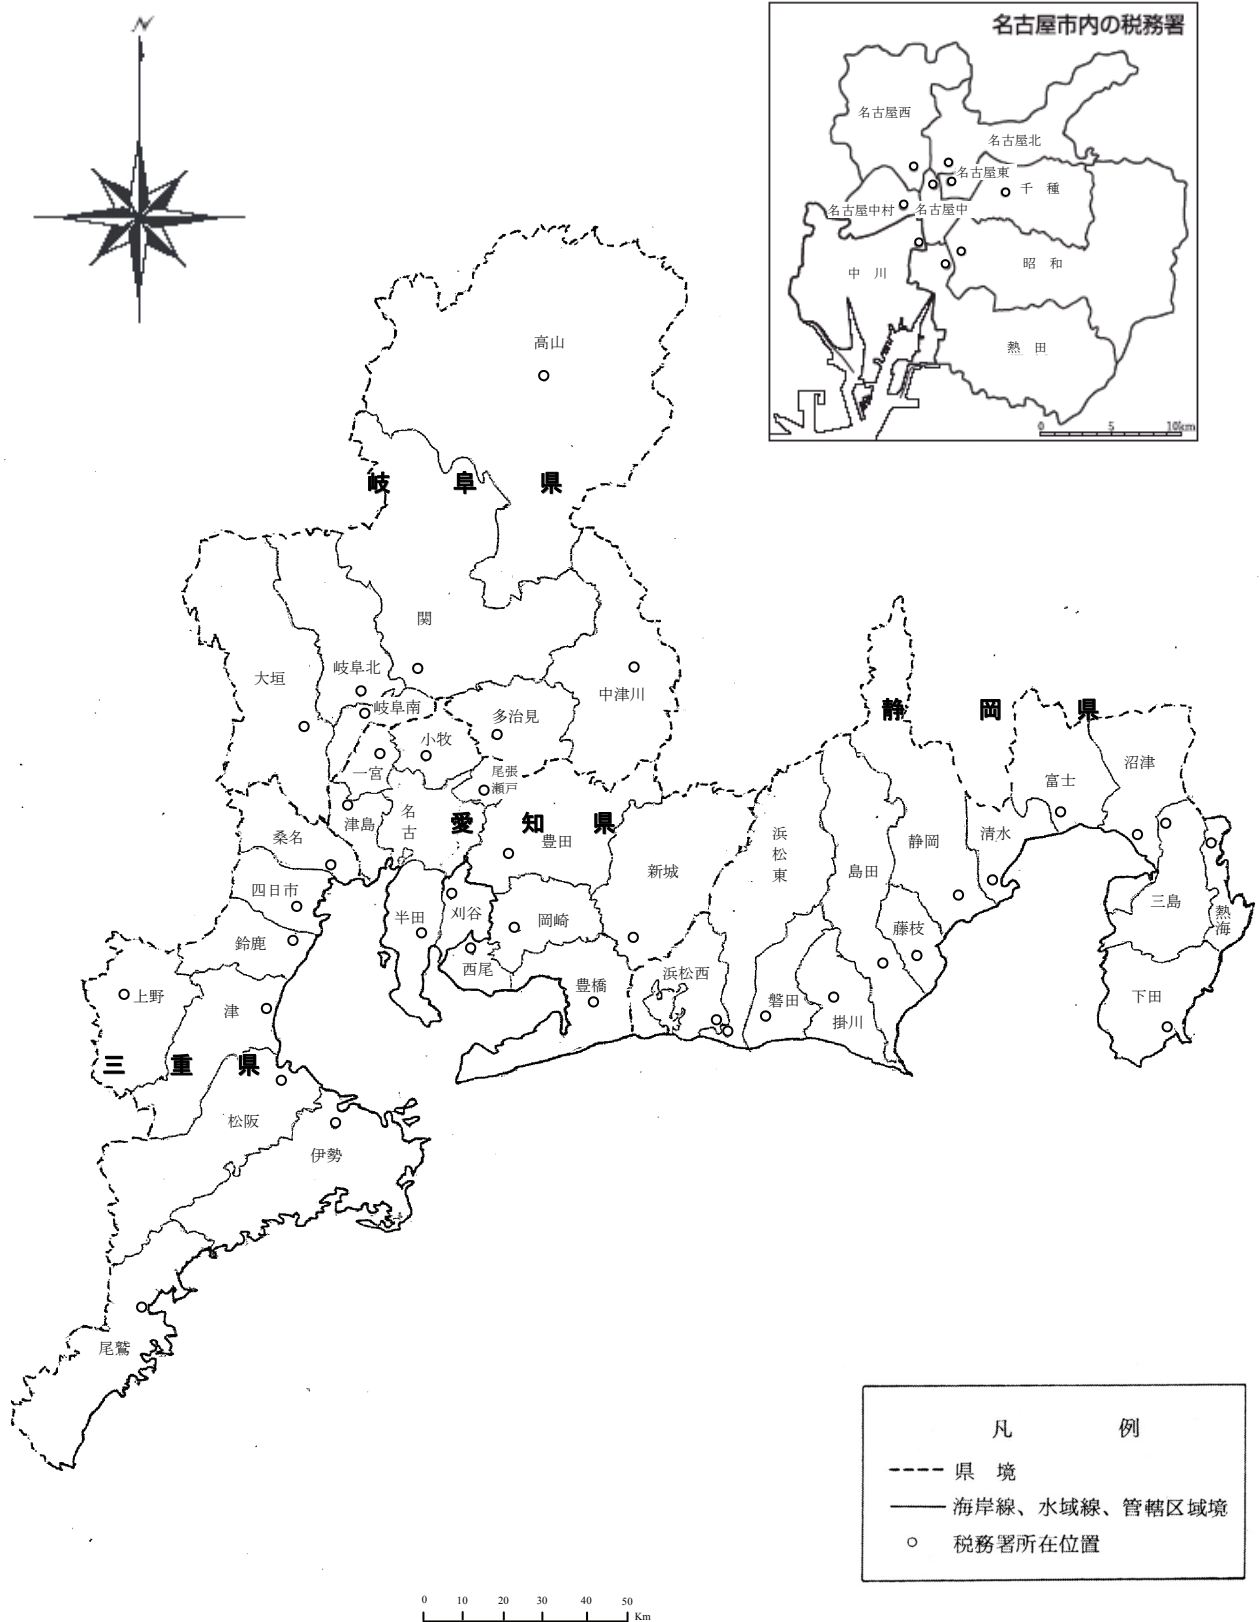 N
名古屋市内の税務署
名古屋西
名古屋北
名古屋東
千 種
名古屋中村
名古屋中
昭 和
中 川
熱 田
0 5 10km
高山
岐 阜 県
関
大垣
岐阜北
中津川
岐阜南
多治見
小牧
一宮
尾張
瀬戸
津島
名
古
愛 知 県
豊田
桑名
四日市
鈴鹿
半田
刈谷
岡崎
新城
西尾
豊橋
上野
津
三 重 県
松阪
伊勢
尾鷲
静 岡 県
沼津
富士
清水
静岡
浜
松
東
島田
藤枝
三島
熱
海
浜松西
磐田
掛川
下田
凡 例
県 境
海岸線、水域線、管轄区域境
税務署所在位置
0 10 20 30 40 50 Km